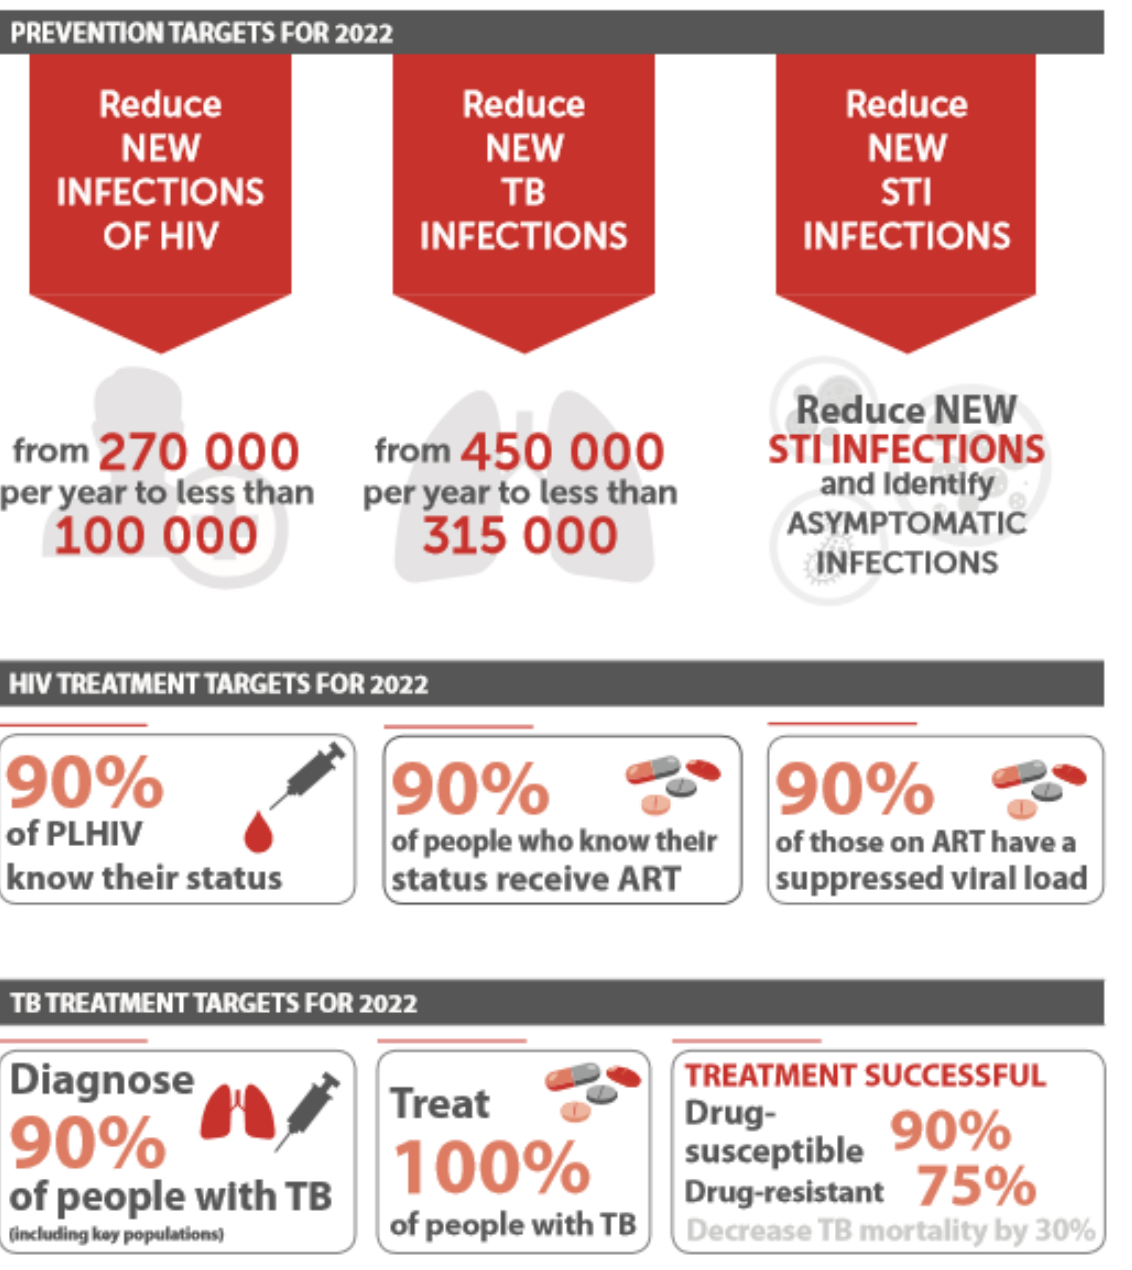 PREVENTION TARGETS FOR 2022
Reduce
NEW
INFECTIONS
OF HIV
from 270 000
per year to less than
100 000
Reduce
NEW
TB
INFECTIONS
from 450 000
per year to less than
315 000
Reduce
NEW
STI
INFECTIONS
Reduce NEW
STI INFECTIONS
and Identify
ASYMPTOMATIC
INFECTIONS
HIV TREATMENT TARGETS FOR 2022
90%
of PLHIV
know their status
90%
of people who know their
status receive ART
90%
of those on ART have a
suppressed viral load
TB TREATMENT TARGETS FOR 2022
Diagnose
90%
of people with TB
(including key populations)
Treat
100%
of people with TB
TREATMENT SUCCESSFUL
Drug-
susceptible 90%
Drug-resistant 75%
Decrease TB mortality by 30%